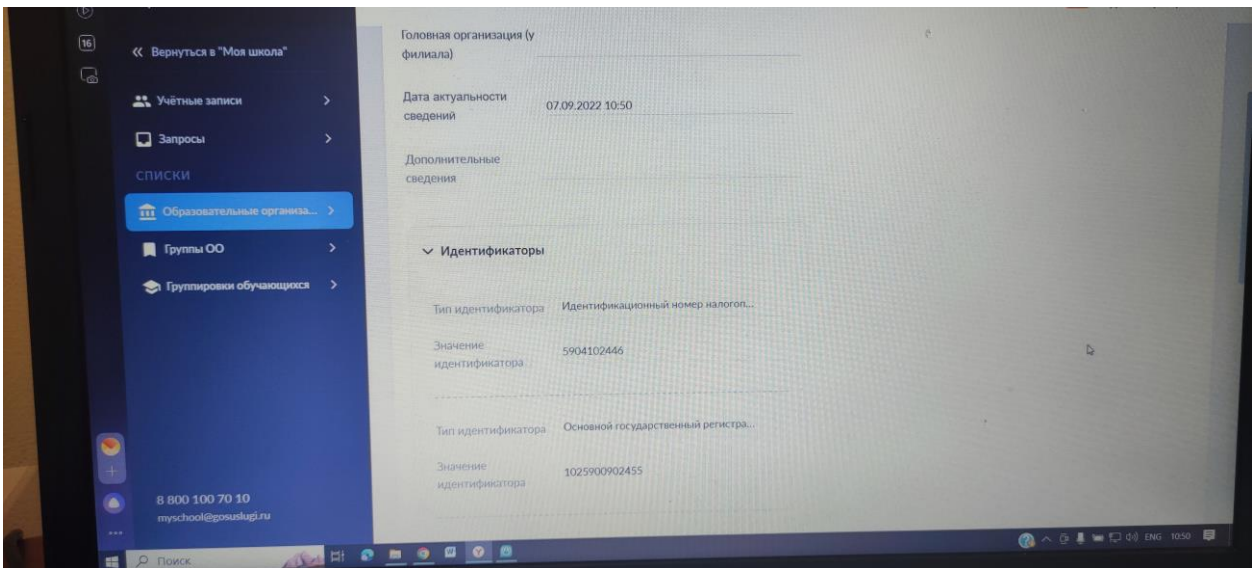 16
Вернуться в "Моя школа"
Учётные записи
Запросы
СПИСКИ
Образовательные организа...
Группы ОО
Группировки обучающихся
8 800 100 70 10
myschool@gosuslugi.ru
Головная организация (у
филиала)
Дата актуальности
сведений
07.09.2022 10:50
Дополнительные
сведения
Идентификаторы
Тип идентификатора
Идентификационный номер налогоп...
Значение
идентификатора
5904102446
Тип идентификатора
Основной государственный регистра...
Значение
идентификатора
1025900902455
Поиск
ENG
10:50